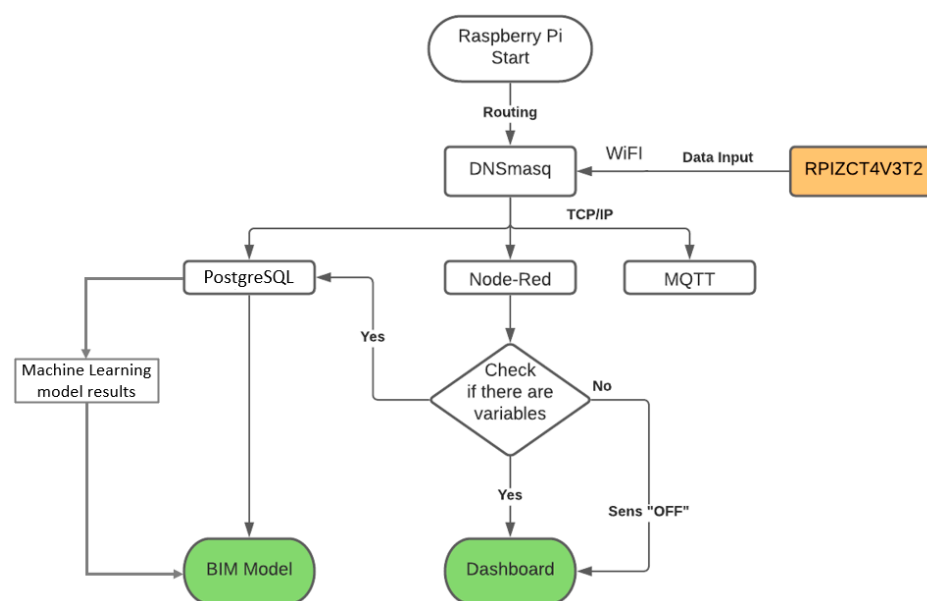 Raspberry Pi
Start
Routing
DNSmasq
WiFI
Data Input
RPIZCT4V3T2
TCP/IP
PostgreSQL
Node-Red
MQTT
Yes
Machine Learning
model results
Check
if there are
variables
No
Yes
Sens "OFF"
BIM Model
Dashboard